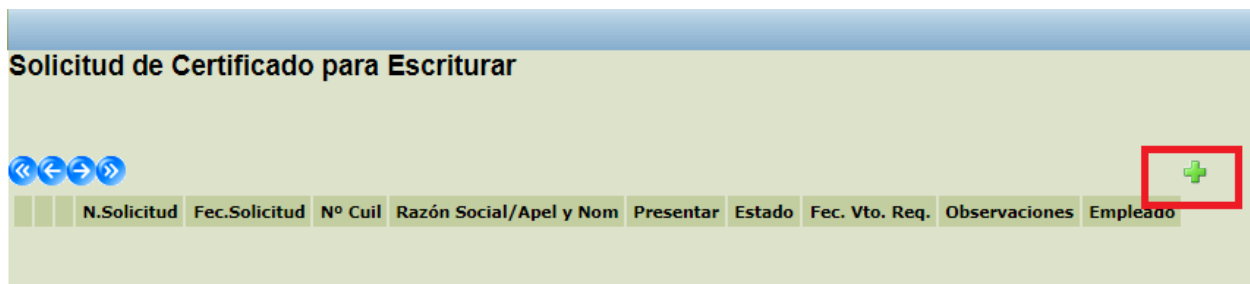 Solicitud de Certificado para Escriturar
N.Solicitud Fec.Solicitud Nº Cuil Razón Social/Apel y Nom Presentar Estado Fec. Vto. Req. Observaciones Empleado